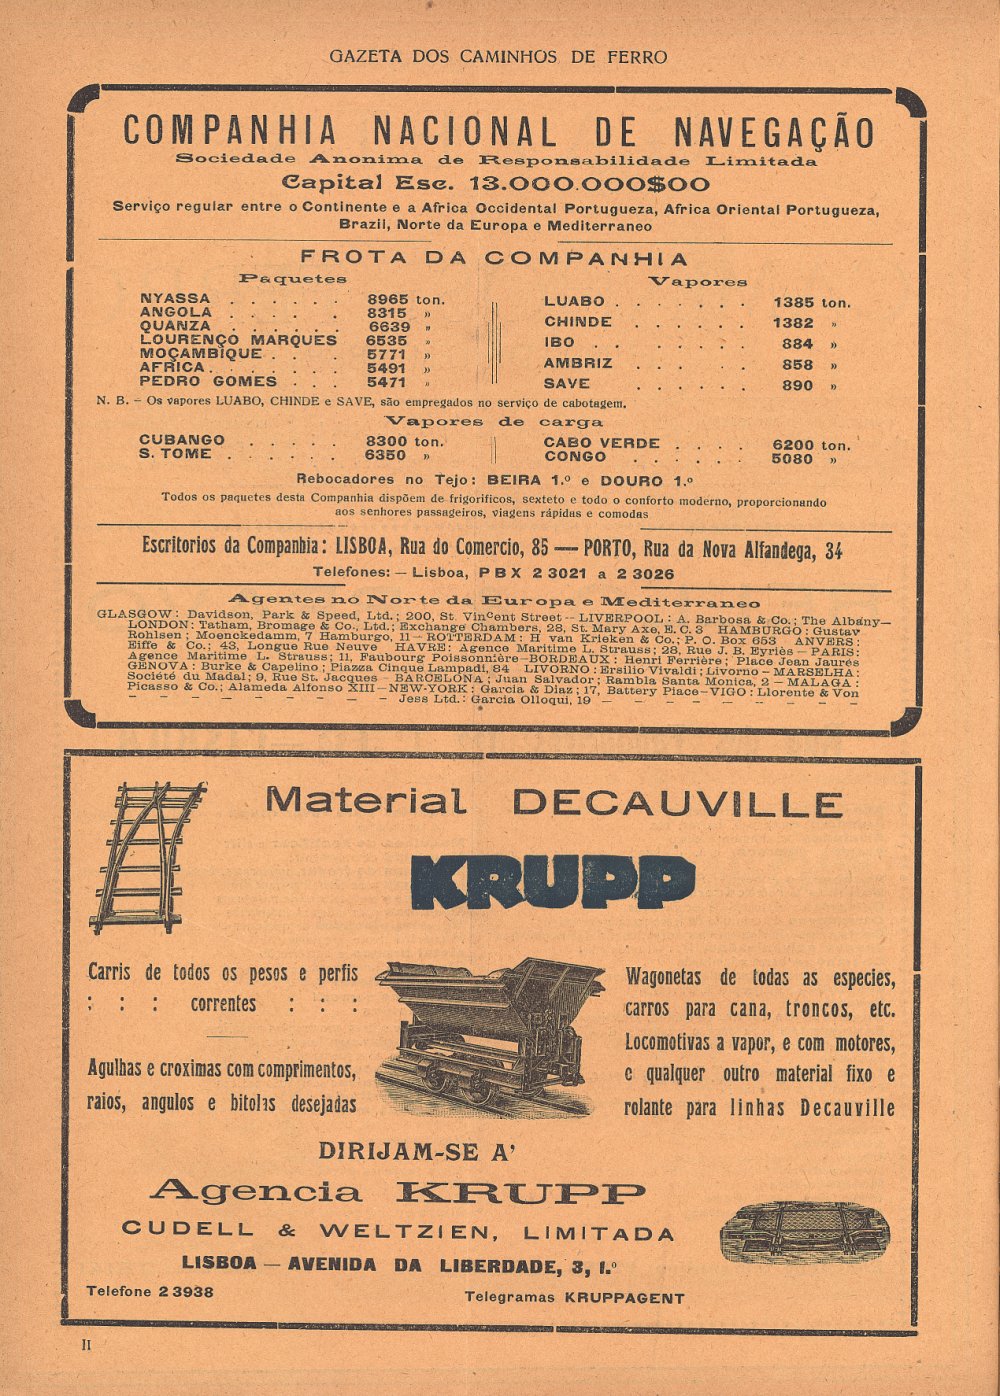 GAZETA DOS CAMINHOS DE FERRO
COMPANHIA NACIONAL DE NAVEGAÇÃO
Sociedade Anonima de Responsabilidade Limitada
Capital Esc. 13.000.000$00
Serviço regular entre o Continente e a Africa Occidental Portugueza, Africa Oriental Portugueza,
Brazil, Norte da Europa e Mediterraneo
FROTA DA COMPANHIA
Paquetes
NYASSA . . . . . . 8965 ton.
ANGOLA . . . . . 8315 »
QUANZA . . . . . . 6639 »
LOURENÇO MARQUES 6535 »
MOÇAMBIQUE . . . . 5771 »
AFRICA . . . . . . 5491 »
PEDRO GOMES . . . 5471 »
Vapores
LUABO . . . . . . . 1385 ton.
CHINDE . . . . . . 1382 »
IBO . . . . . . . 884 »
AMBRIZ . . . . . . 858 »
SAVE . . . . . . 890 »
N. B. – Os vapores LUABO, CHINDE e SAVE, são empregados no serviço de cabotagem.
Vapores de carga
CUBANGO . . . . . 8300 ton.
S. TOME . . . . . . 6350 »
CABO VERDE . . . . 6200 ton.
CONGO . . . . . . 5080 »
Rebocadores no Tejo: BEIRA 1.º e DOURO 1.º
Todos os paquetes desta Companhia dispõem de frigorificos, sexteto e todo o conforto moderno, proporcionando
aos senhores passageiros, viagens rápidas e comodas
Escritorios da Companhia: LISBOA, Rua do Comercio, 85 — PORTO, Rua da Nova Alfandega, 34
Telefones: – Lisboa, PBX 2 3021 a 2 3026
Agentes no Norte da Europa e Mediterraneo
GLASGOW: Davidson, Park & Speed, Ltd.; 200, St. Vincent Street – LIVERPOOL: A. Barbosa & Co.; The Albany–
LONDON: Tatham, Bromage & Co., Ltd.; Exchange Chambers, 28, St. Mary Axe, E. C. 3 HAMBURGO: Gustav
Rohlsen; Moenckedamm, 7 Hamburgo, 11 – ROTTERDAM: H van Krieken & Co.; P. O. Box 653 – ANVERS:
Eiffe & Co.; 43, Longue Rue Neuve HAVRE: Agence Maritime L. Strauss; 28, Rue J. B. Eyriès – PARIS:
Agence Maritime L. Strauss; 11, Faubourg Poissonnière – BORDEAUX: Henri Ferrière; Place Jean Jaurés
GENOVA: Burke & Capelino; Piazza Cinque Lampadi, 84 LIVORNO: Ersilio Vivaldi; Livorno – MARSELHA:
Société du Madal; 9, Rue St. Jacques – BARCELONA; Juan Salvador; Rambla Santa Monica, 2 – MALAGA:
Picasso & Co.; Alameda Alfonso XIII – NEW-YORK: Garcia & Diaz; 17, Battery Place – VIGO: Llorente & Von
– – – – – – – – Jess Ltd.: Garcia Olloqui, 19 – – – – – – – –
Material DECAUVILLE
KRUPP
Carris de todos os pesos e perfis
: : : correntes : : :
Agulhas e croximas com comprimentos,
raios, angulos e bitolas desejadas
Wagonetas de todas as especies,
carros para cana, troncos, etc.
Locomotivas a vapor, e com motores,
e qualquer outro material fixo e
rolante para linhas Decauville
DIRIJAM-SE A'
Agencia KRUPP
CUDELL & WELTZIEN, LIMITADA
LISBOA — AVENIDA DA LIBERDADE, 3, 1.º
Telefone 2 3938
Telegramas KRUPPAGENT
II